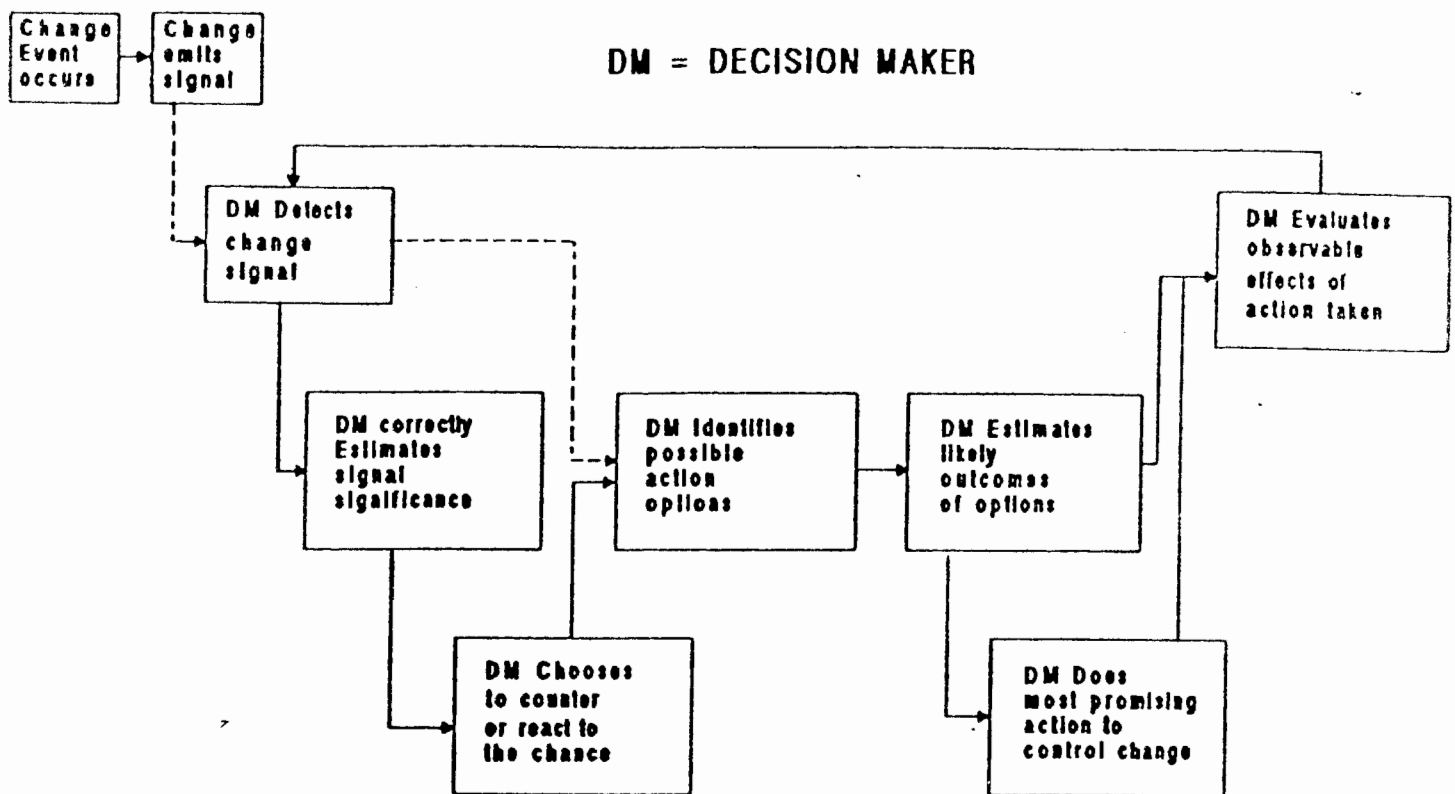 Change
Event
occurs
Change
emits
signal
DM = DECISION MAKER
DM Detects
change
signal
DM Evaluates
observable
effects of
action taken
DM correctly
Estimates
signal
significance
DM Identifies
possible
action
options
DM Estimates
likely
outcomes
of options
DM Chooses
to counter
or react to
the chance
DM Does
most promising
action to
control change